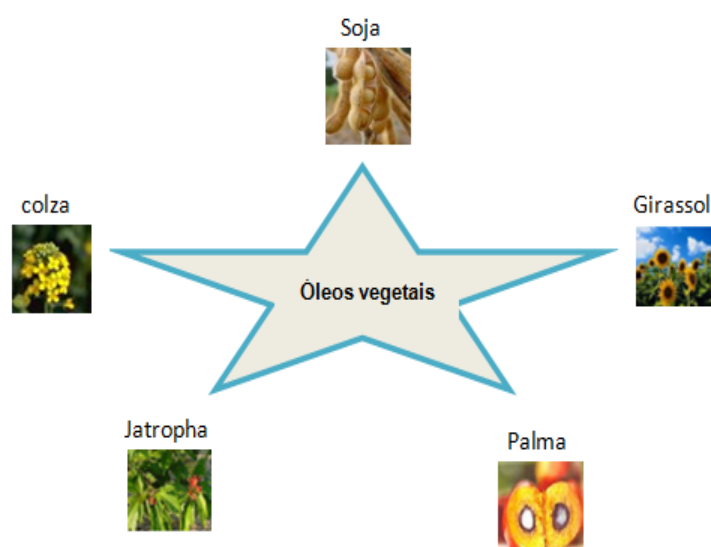 Soja
colza
Girassol
Óleos vegetais
Jatropha
Palma